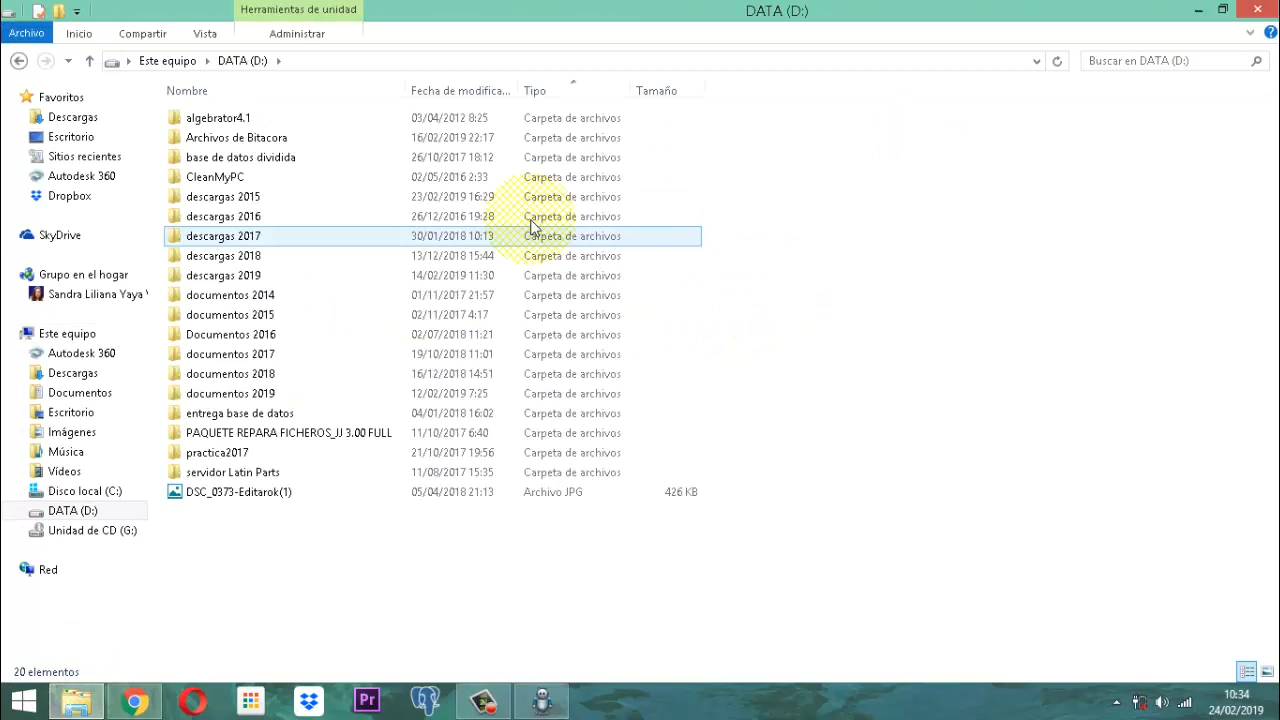 Herramientas de unidad
DATA (D:)
Archivo Inicio Compartir Vista Administrar
Este equipo DATA (D:) Buscar en DATA (D:)
Nombre Fecha de modifica... Tipo Tamaño
Favoritos
Descargas
Escritorio
Sitios recientes
Autodesk 360
Dropbox
SkyDrive
Grupo en el hogar
Sandra Liliana Yaya
Este equipo
Autodesk 360
Descargas
Documentos
Escritorio
Imágenes
Música
Vídeos
Disco local (C:)
DATA (D:)
Unidad de CD (G:)
Red
algebrator4.1 03/04/2012 8:25 Carpeta de archivos
Archivos de Bitacora 16/02/2019 22:17 Carpeta de archivos
base de datos dividida 26/10/2017 18:12 Carpeta de archivos
CleanMyPC 02/05/2016 2:33 Carpeta de archivos
descargas 2015 23/02/2019 16:29 Carpeta de archivos
descargas 2016 26/12/2016 19:28 Carpeta de archivos
descargas 2017 30/01/2018 10:13 Carpeta de archivos
descargas 2018 13/12/2018 15:44 Carpeta de archivos
descargas 2019 14/02/2019 11:30 Carpeta de archivos
documentos 2014 01/11/2017 21:57 Carpeta de archivos
documentos 2015 02/11/2017 4:17 Carpeta de archivos
Documentos 2016 02/07/2018 11:21 Carpeta de archivos
documentos 2017 19/10/2018 11:01 Carpeta de archivos
documentos 2018 16/12/2018 14:51 Carpeta de archivos
documentos 2019 12/02/2019 7:25 Carpeta de archivos
entrega base de datos 04/01/2018 16:02 Carpeta de archivos
PAQUETE REPARA FICHEROS_JJ 3.00 FULL 11/10/2017 6:40 Carpeta de archivos
practica2017 21/10/2017 19:56 Carpeta de archivos
servidor Latin Parts 11/08/2017 15:35 Carpeta de archivos
DSC_0373-Editarok(1) 05/04/2018 21:13 Archivo JPG 426 KB
20 elementos
Pr
10:34
24/02/2019